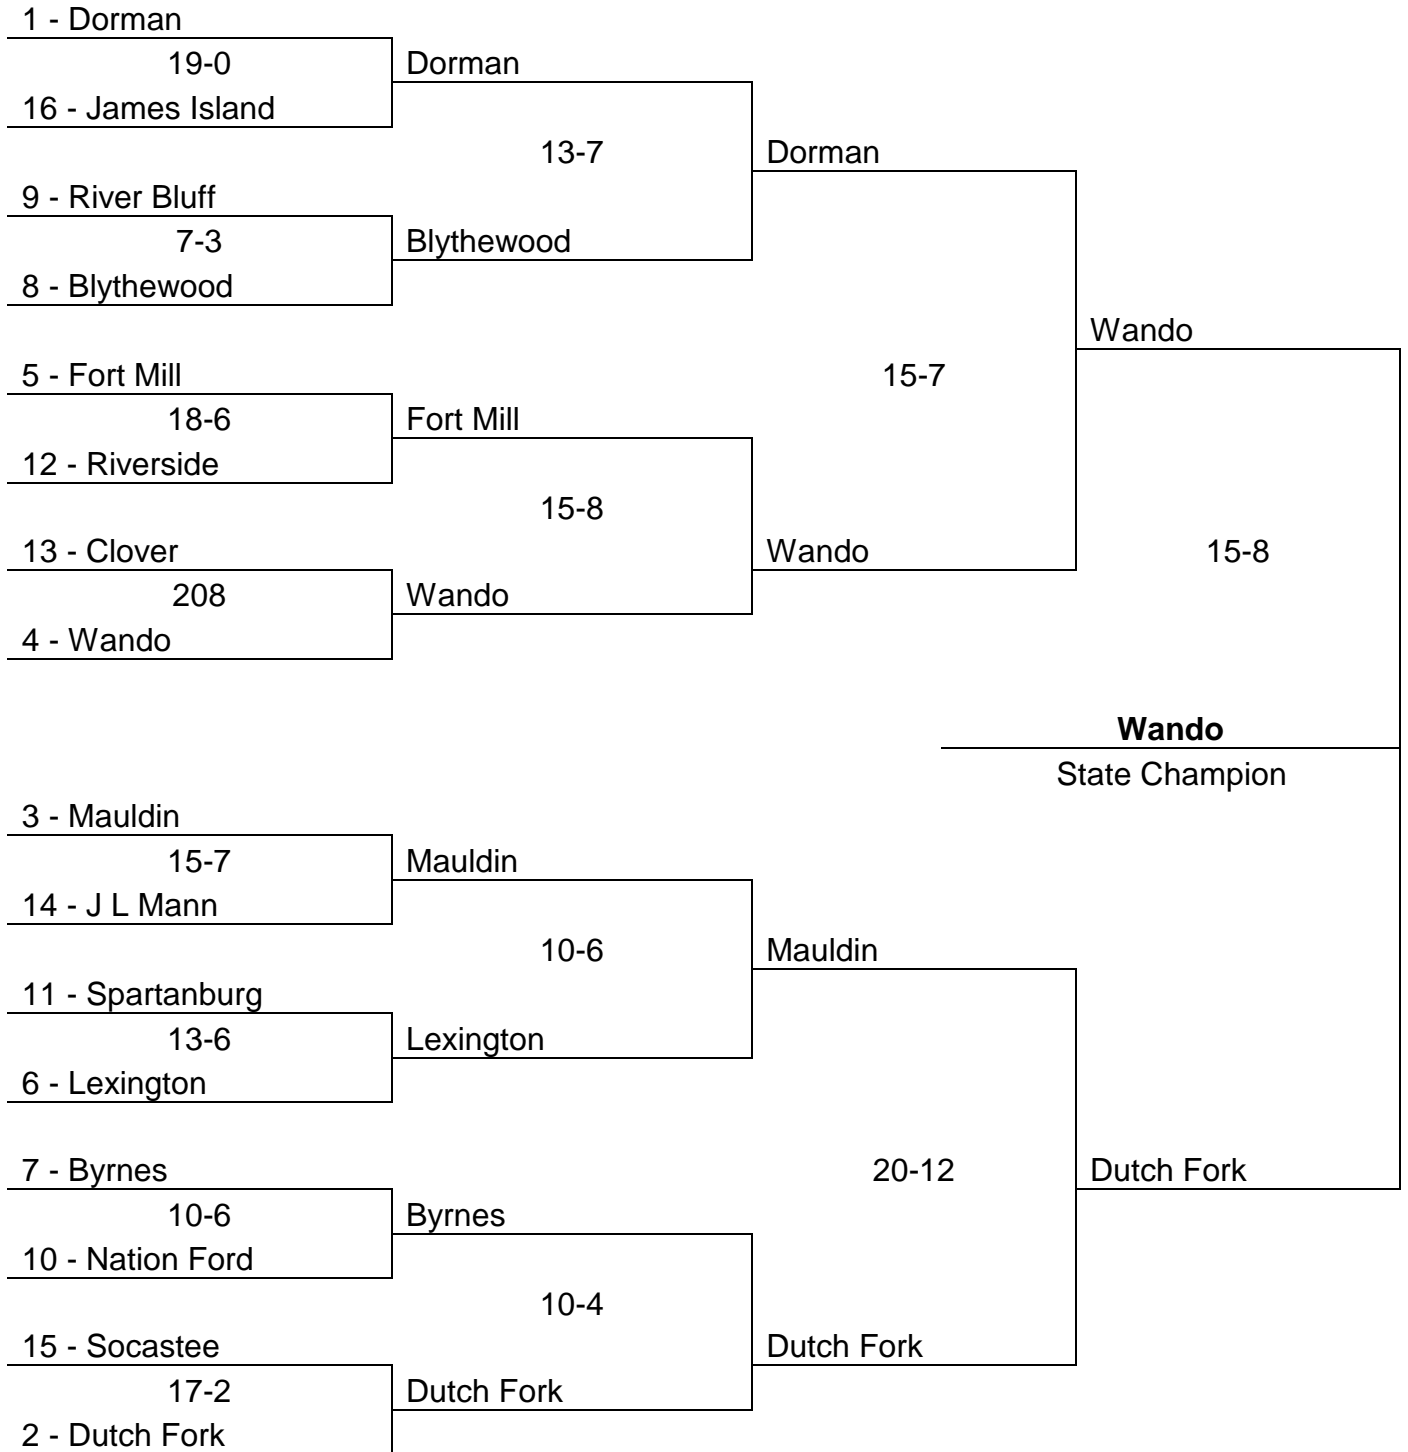 1 - Dorman
19-0
Dorman
16 - James Island
13-7
Dorman
9 - River Bluff
7-3
Blythewood
8 - Blythewood
Wando
5 - Fort Mill
15-7
18-6
Fort Mill
12 - Riverside
15-8
13 - Clover
Wando
15-8
208
Wando
4 - Wando
Wando
State Champion
3 - Mauldin
15-7
Mauldin
14 - J L Mann
10-6
Mauldin
11 - Spartanburg
13-6
Lexington
6 - Lexington
7 - Byrnes
20-12
Dutch Fork
10-6
Byrnes
10 - Nation Ford
10-4
15 - Socastee
Dutch Fork
17-2
Dutch Fork
2 - Dutch Fork